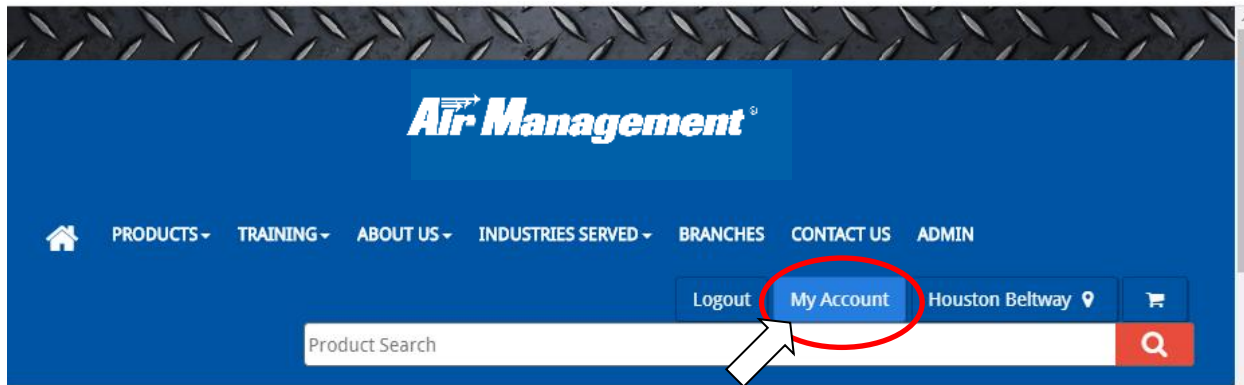 Air Management®
PRODUCTS TRAINING ABOUT US INDUSTRIES SERVED BRANCHES CONTACT US ADMIN
Logout My Account Houston Beltway
Product Search